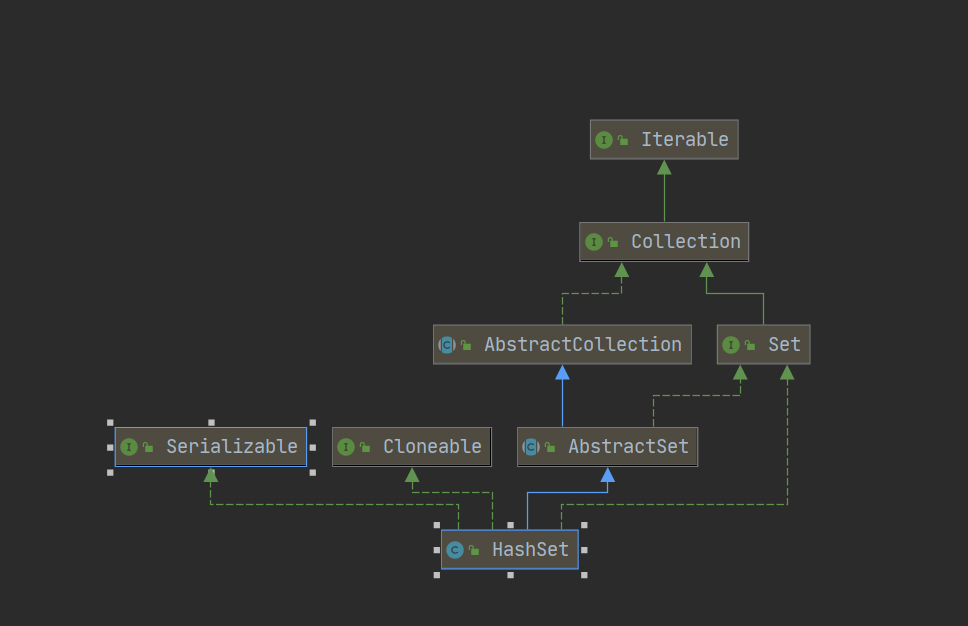 Iterable
Collection
AbstractCollection
Set
Serializable
Cloneable
AbstractSet
HashSet